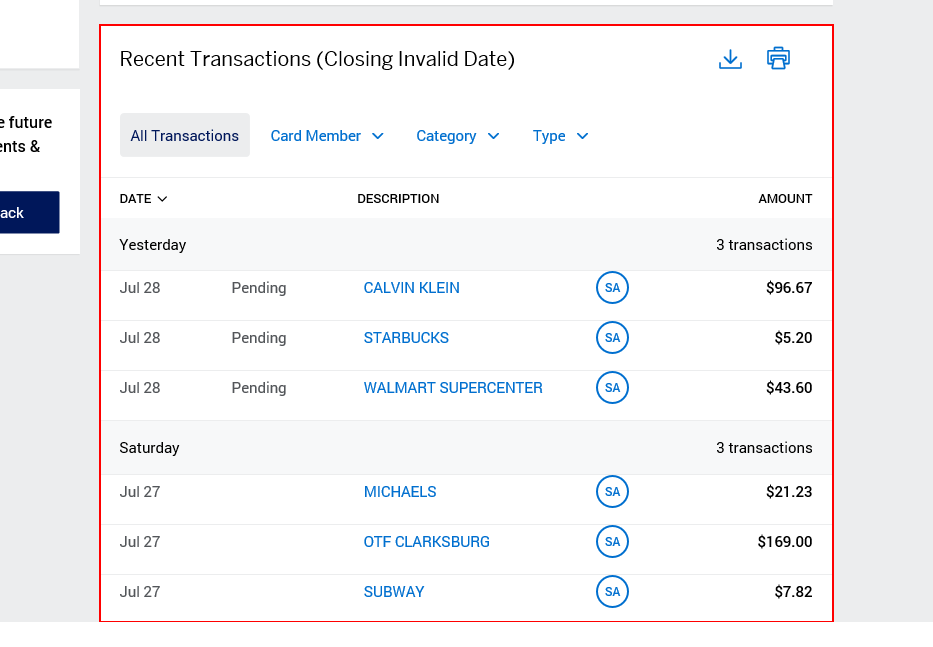 Recent Transactions (Closing Invalid Date)
e future
ents &
ack
All Transactions Card Member Category Type
DATE DESCRIPTION AMOUNT
Yesterday 3 transactions
Jul 28 Pending CALVIN KLEIN SA $96.67
Jul 28 Pending STARBUCKS SA $5.20
Jul 28 Pending WALMART SUPERCENTER SA $43.60
Saturday 3 transactions
Jul 27 MICHAELS SA $21.23
Jul 27 OTF CLARKSBURG SA $169.00
Jul 27 SUBWAY SA $7.82